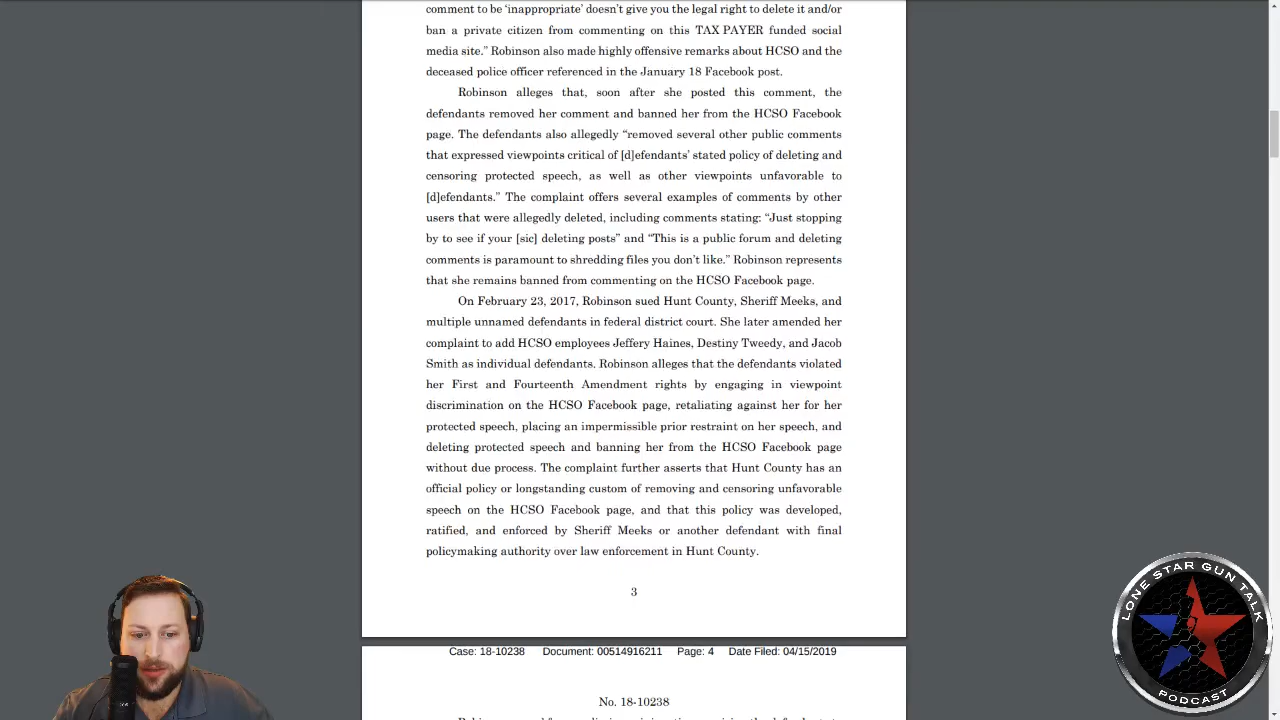 comment to be ‘inappropriate’ doesn’t give you the legal right to delete it and/or
ban a private citizen from commenting on this TAX PAYER funded social
media site.” Robinson also made highly offensive remarks about HCSO and the
deceased police officer referenced in the January 18 Facebook post.
Robinson alleges that, soon after she posted this comment, the
defendants removed her comment and banned her from the HCSO Facebook
page. The defendants also allegedly “removed several other public comments
that expressed viewpoints critical of [d]efendants’ stated policy of deleting and
censoring protected speech, as well as other viewpoints unfavorable to
[d]efendants.” The complaint offers several examples of comments by other
users that were allegedly deleted, including comments stating: “Just stopping
by to see if your [sic] deleting posts” and “This is a public forum and deleting
comments is paramount to shredding files you don’t like.” Robinson represents
that she remains banned from commenting on the HCSO Facebook page.
On February 23, 2017, Robinson sued Hunt County, Sheriff Meeks, and
multiple unnamed defendants in federal district court. She later amended her
complaint to add HCSO employees Jeffery Haines, Destiny Tweedy, and Jacob
Smith as individual defendants. Robinson alleges that the defendants violated
her First and Fourteenth Amendment rights by engaging in viewpoint
discrimination on the HCSO Facebook page, retaliating against her for her
protected speech, placing an impermissible prior restraint on her speech, and
deleting protected speech and banning her from the HCSO Facebook page
without due process. The complaint further asserts that Hunt County has an
official policy or longstanding custom of removing and censoring unfavorable
speech on the HCSO Facebook page, and that this policy was developed,
ratified, and enforced by Sheriff Meeks or another defendant with final
policymaking authority over law enforcement in Hunt County.
3
Case: 18-10238 Document: 00514916211 Page: 4 Date Filed: 04/15/2019
No. 18-10238
LONE STAR GUN TALK
PODCAST